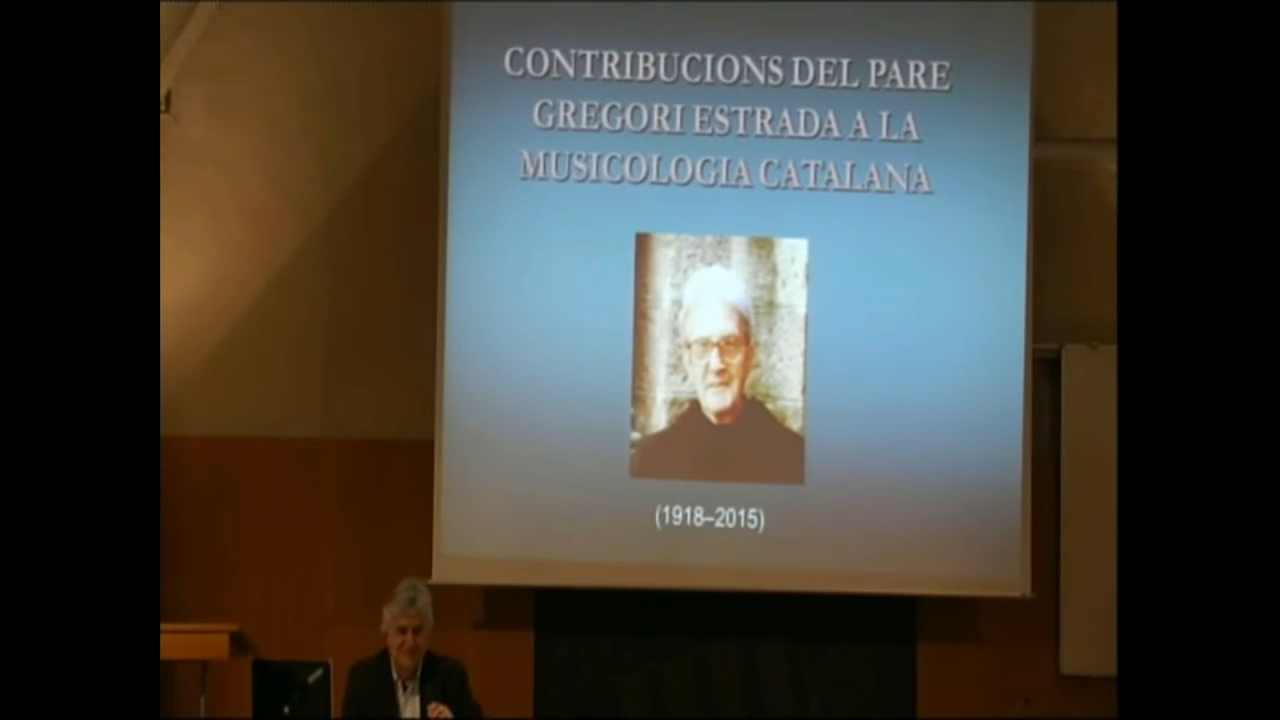 CONTRIBUCIONS DEL PARE
GREGORI ESTRADA A LA
MUSICOLOGIA CATALANA
(1918–2015)